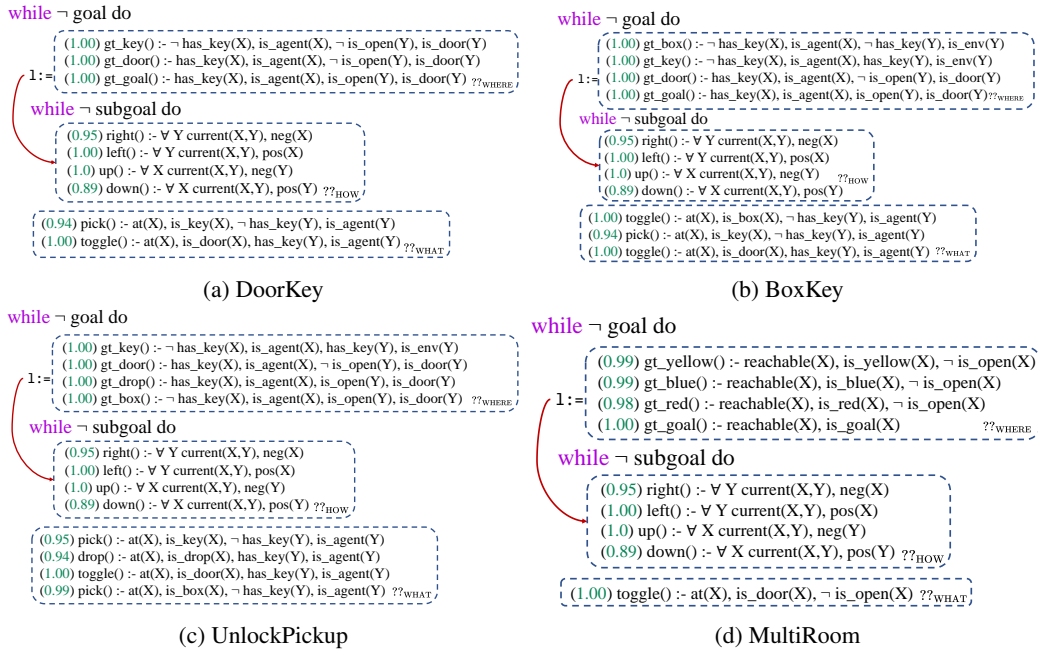 while ¬ goal do
(1.00) gt_key() :- ¬ has_key(X), is_agent(X), ¬ is_open(Y), is_door(Y)
(1.00) gt_door() :- has_key(X), is_agent(X), ¬ is_open(Y), is_door(Y)
(1.00) gt_goal() :- has_key(X), is_agent(X), is_open(Y), is_door(Y) ??WHERE
l:=
while ¬ subgoal do
(0.95) right() :- ∀ Y current(X,Y), neg(X)
(1.00) left() :- ∀ Y current(X,Y), pos(X)
(1.0) up() :- ∀ X current(X,Y), neg(Y)
(0.89) down() :- ∀ X current(X,Y), pos(Y) ??HOW
(0.94) pick() :- at(X), is_key(X), ¬ has_key(Y), is_agent(Y)
(1.00) toggle() :- at(X), is_door(X), has_key(Y), is_agent(Y) ??WHAT
(a) DoorKey
while ¬ goal do
(1.00) gt_box() :- ¬ has_key(X), is_agent(X), ¬ has_key(Y), is_env(Y)
(1.00) gt_key() :- ¬ has_key(X), is_agent(X), has_key(Y), is_env(Y)
l:=
(1.00) gt_door() :- has_key(X), is_agent(X), ¬ is_open(Y), is_door(Y)
(1.00) gt_goal() :- has_key(X), is_agent(X), is_open(Y), is_door(Y)??WHERE
while ¬ subgoal do
(0.95) right() :- ∀ Y current(X,Y), neg(X)
(1.00) left() :- ∀ Y current(X,Y), pos(X)
(1.0) up() :- ∀ X current(X,Y), neg(Y) ??HOW
(0.89) down() :- ∀ X current(X,Y), pos(Y)
(1.00) toggle() :- at(X), is_box(X), ¬ has_key(Y), is_agent(Y)
(0.94) pick() :- at(X), is_key(X), ¬ has_key(Y), is_agent(Y)
(1.00) toggle() :- at(X), is_door(X), has_key(Y), is_agent(Y) ??WHAT
(b) BoxKey
while ¬ goal do
(1.00) gt_key() :- ¬ has_key(X), is_agent(X), has_key(Y), is_env(Y)
(1.00) gt_door() :- has_key(X), is_agent(X), ¬ is_open(Y), is_door(Y)
(1.00) gt_drop() :- has_key(X), is_agent(X), is_open(Y), is_door(Y)
l:=
(1.00) gt_box() :- ¬ has_key(X), is_agent(X), is_open(Y), is_door(Y) ??WHERE
while ¬ subgoal do
(0.95) right() :- ∀ Y current(X,Y), neg(X)
(1.00) left() :- ∀ Y current(X,Y), pos(X)
(1.0) up() :- ∀ X current(X,Y), neg(Y)
(0.89) down() :- ∀ X current(X,Y), pos(Y) ??HOW
(0.95) pick() :- at(X), is_key(X), ¬ has_key(Y), is_agent(Y)
(0.94) drop() :- at(X), is_drop(X), has_key(Y), is_agent(Y)
(1.00) toggle() :- at(X), is_door(X), has_key(Y), is_agent(Y)
(0.99) pick() :- at(X), is_box(X), ¬ has_key(Y), is_agent(Y) ??WHAT
(c) UnlockPickup
while ¬ goal do
(0.99) gt_yellow() :- reachable(X), is_yellow(X), ¬ is_open(X)
(0.99) gt_blue() :- reachable(X), is_blue(X), ¬ is_open(X)
l:=
(0.98) gt_red() :- reachable(X), is_red(X), ¬ is_open(X)
(1.00) gt_goal() :- reachable(X), is_goal(X) ??WHERE
while ¬ subgoal do
(0.95) right() :- ∀ Y current(X,Y), neg(X)
(1.00) left() :- ∀ Y current(X,Y), pos(X)
(1.0) up() :- ∀ X current(X,Y), neg(Y)
(0.89) down() :- ∀ X current(X,Y), pos(Y) ??HOW
(1.00) toggle() :- at(X), is_door(X), ¬ is_open(X) ??WHAT
(d) MultiRoom